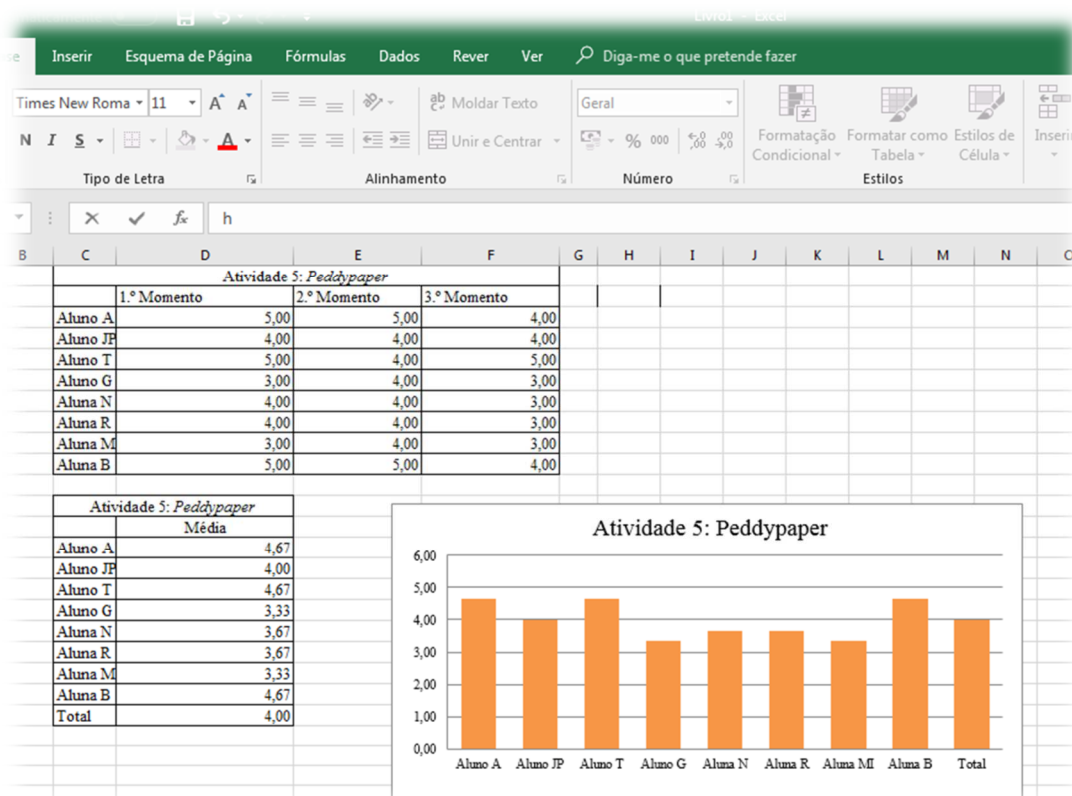 Livro1 - Excel
Inserir Esquema de Página Fórmulas Dados Rever Ver Diga-me o que pretende fazer
Times New Roma 11 A A ab Moldar Texto Geral
N I S A Unir e Centrar % 000 Formatação Condicional Formatar como Tabela Estilos de Célula
Tipo de Letra Alinhamento Número Estilos
fx h
B C D E F G H I J K L M N
Atividade 5: Peddypaper
1.º Momento 2.º Momento 3.º Momento
Aluno A 5,00 5,00 4,00
Aluno JP 4,00 4,00 4,00
Aluno T 5,00 4,00 5,00
Aluno G 3,00 4,00 3,00
Aluna N 4,00 4,00 3,00
Aluna R 4,00 4,00 3,00
Aluna M 3,00 4,00 3,00
Aluna B 5,00 5,00 4,00
Atividade 5: Peddypaper
Média
Aluno A 4,67
Aluno JP 4,00
Aluno T 4,67
Aluno G 3,33
Aluna N 3,67
Aluna R 3,67
Aluna M 3,33
Aluna B 4,67
Total 4,00
Atividade 5: Peddypaper
6,00
5,00
4,00
3,00
2,00
1,00
0,00
Aluno A Aluno JP Aluno T Aluno G Aluna N Aluna R Aluna MI Aluna B Total